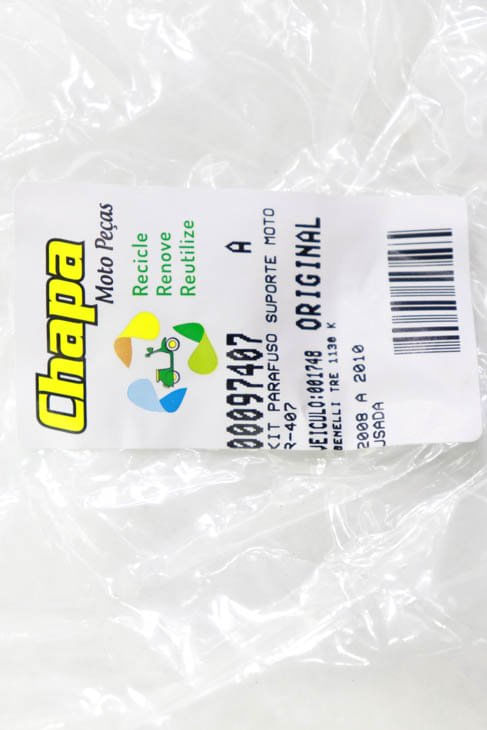 Chapa
Moto Peças
Recicle
Renove
Reutilize
00097407 A
KIT PARAFUSO SUPORTE MOTO
R-407
VEICULO:001748 ORIGINAL
BENELLI TRE 1130 K
2008 A 2010
USADA